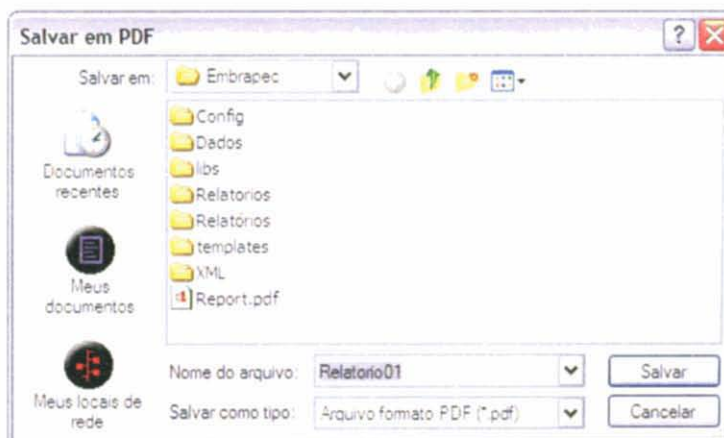 Salvar em PDF
Salvar em:
Embrapec
Config
Dados
libs
Relatorios
Relatórios
templates
XML
Report.pdf
Documentos
recentes
Meus
documentos
Meus locais de
rede
Nome do arquivo:
Relatorio01
Salvar
Salvar como tipo:
Arquivo formato PDF (*.pdf)
Cancelar